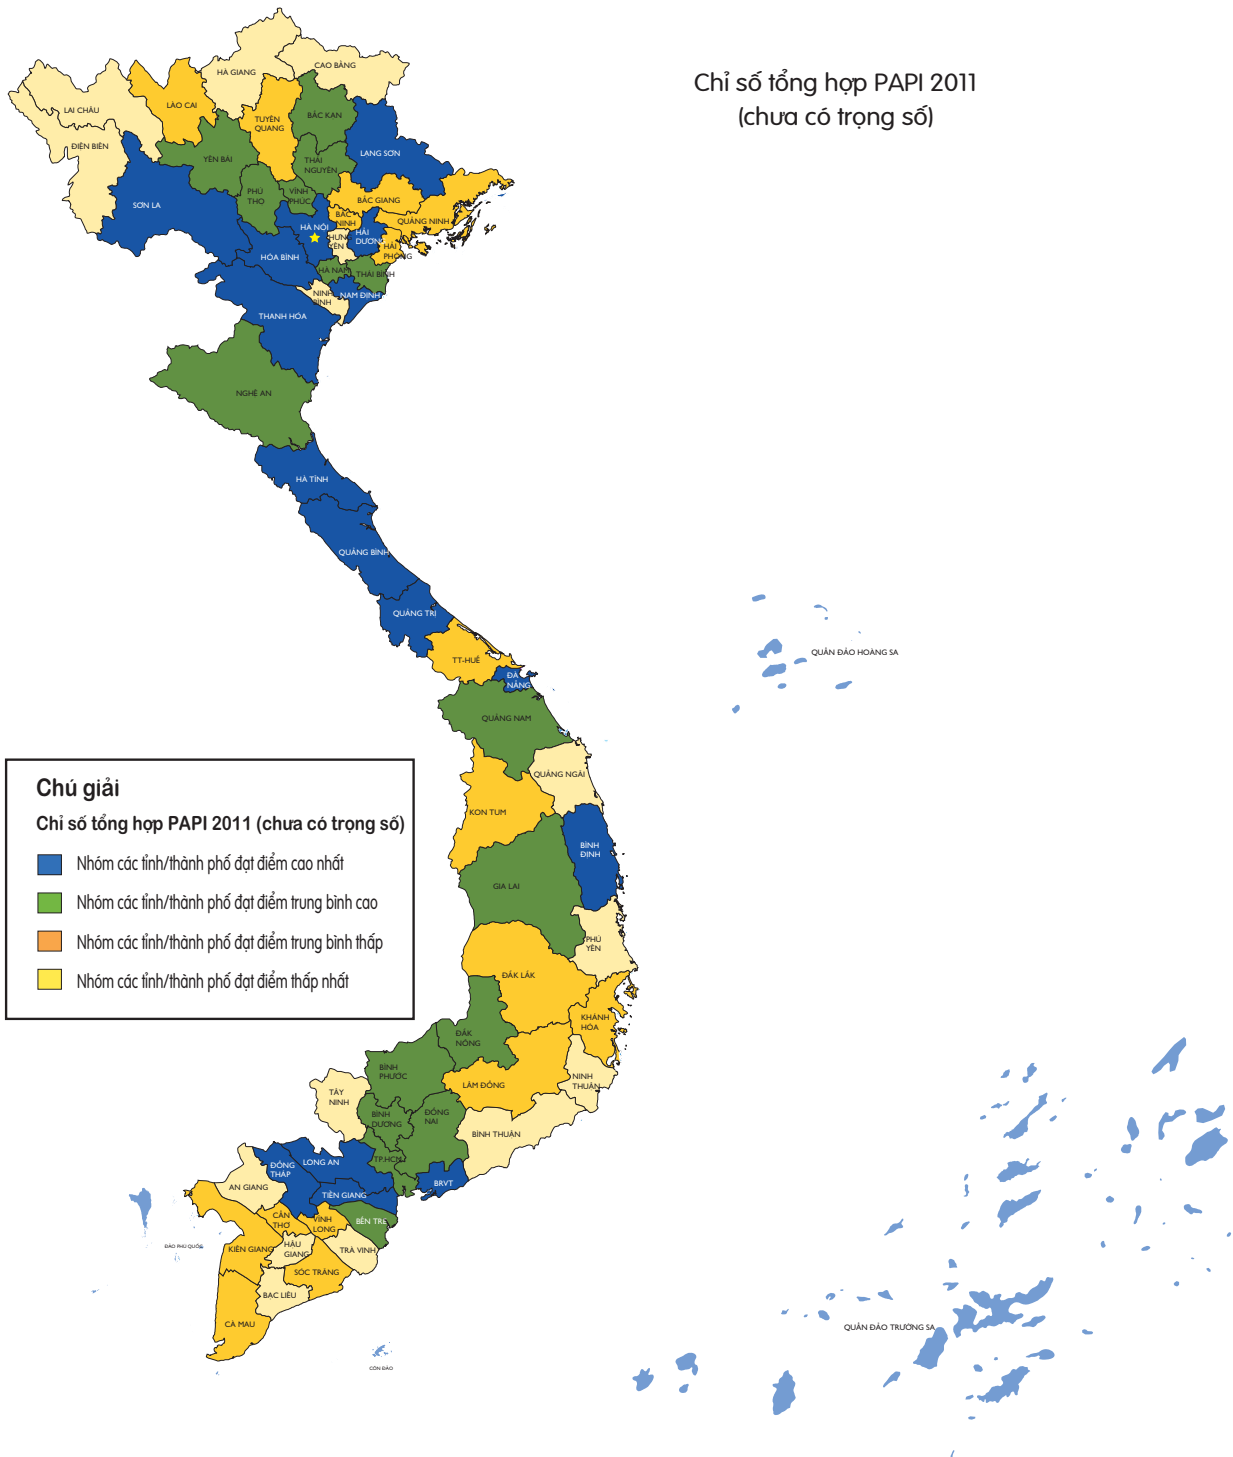 Chỉ số tổng hợp PAPI 2011
(chưa có trọng số)
HÀ GIANG
CAO BẰNG
LAI CHÂU
LÀO CAI
TUYÊN
QUANG
BẮC KẠN
ĐIỆN BIÊN
YÊN BÁI
THÁI
NGUYÊN
LẠNG SƠN
SƠN LA
PHÚ
THỌ
VĨNH
PHÚC
BẮC GIANG
BẮC
NINH
QUẢNG NINH
HÀ NỘI
HƯNG
YÊN
HẢI
DƯƠNG
HẢI
PHÒNG
HÒA BÌNH
HÀ NAM
THÁI BÌNH
NINH
BÌNH
NAM ĐỊNH
THANH HÓA
NGHỆ AN
HÀ TĨNH
QUẢNG BÌNH
QUẢNG TRỊ
TT-HUẾ
ĐÀ
NẴNG
QUẦN ĐẢO HOÀNG SA
QUẢNG NAM
QUẢNG NGÃI
KON TUM
BÌNH
ĐỊNH
GIA LAI
PHÚ
YÊN
ĐẮK LẮK
KHÁNH
HÒA
ĐẮK
NÔNG
Chú giải
Chỉ số tổng hợp PAPI 2011 (chưa có trọng số)
Nhóm các tỉnh/thành phố đạt điểm cao nhất
Nhóm các tỉnh/thành phố đạt điểm trung bình cao
Nhóm các tỉnh/thành phố đạt điểm trung bình thấp
Nhóm các tỉnh/thành phố đạt điểm thấp nhất
BÌNH
PHƯỚC
LÂM ĐỒNG
NINH
THUẬN
TÂY
NINH
BÌNH
DƯƠNG
ĐỒNG
NAI
BÌNH THUẬN
TP.HCM
LONG AN
ĐỒNG
THÁP
BRVT
AN GIANG
TIỀN GIANG
CẦN
THƠ
VĨNH
LONG
BẾN TRE
ĐẢO PHÚ QUỐC
KIÊN GIANG
HẬU
GIANG
TRÀ VINH
SÓC TRĂNG
BẠC LIÊU
CÀ MAU
CÔN ĐẢO
QUẦN ĐẢO TRƯỜNG SA